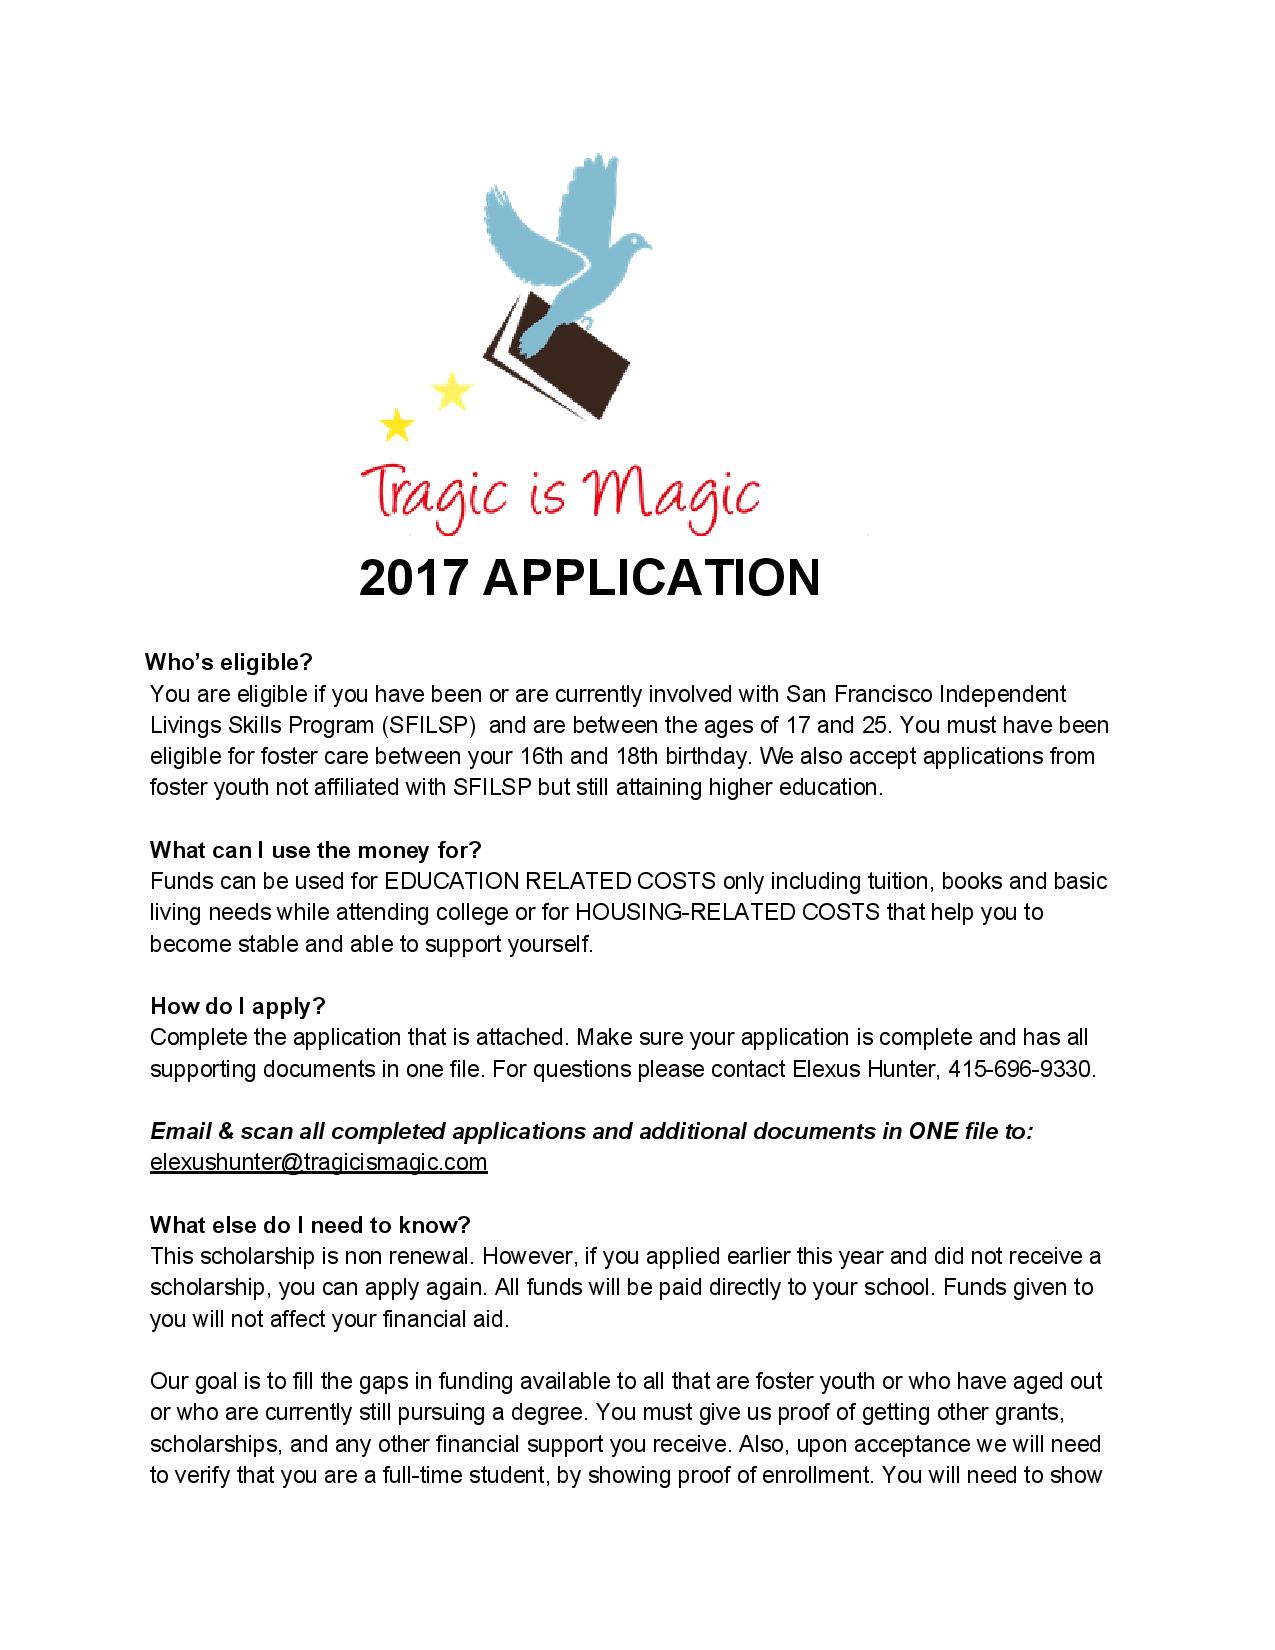 Tragic is Magic
2017 APPLICATION
Who’s eligible?
You are eligible if you have been or are currently involved with San Francisco Independent
Livings Skills Program (SFILSP)  and are between the ages of 17 and 25. You must have been
eligible for foster care between your 16th and 18th birthday. We also accept applications from
foster youth not affiliated with SFILSP but still attaining higher education.
What can I use the money for?
Funds can be used for EDUCATION RELATED COSTS only including tuition, books and basic
living needs while attending college or for HOUSING-RELATED COSTS that help you to
become stable and able to support yourself.
How do I apply?
Complete the application that is attached. Make sure your application is complete and has all
supporting documents in one file. For questions please contact Elexus Hunter, 415-696-9330.
Email & scan all completed applications and additional documents in ONE file to:
elexushunter@tragicismagic.com
What else do I need to know?
This scholarship is non renewal. However, if you applied earlier this year and did not receive a
scholarship, you can apply again. All funds will be paid directly to your school. Funds given to
you will not affect your financial aid.
Our goal is to fill the gaps in funding available to all that are foster youth or who have aged out
or who are currently still pursuing a degree. You must give us proof of getting other grants,
scholarships, and any other financial support you receive. Also, upon acceptance we will need
to verify that you are a full-time student, by showing proof of enrollment. You will need to show